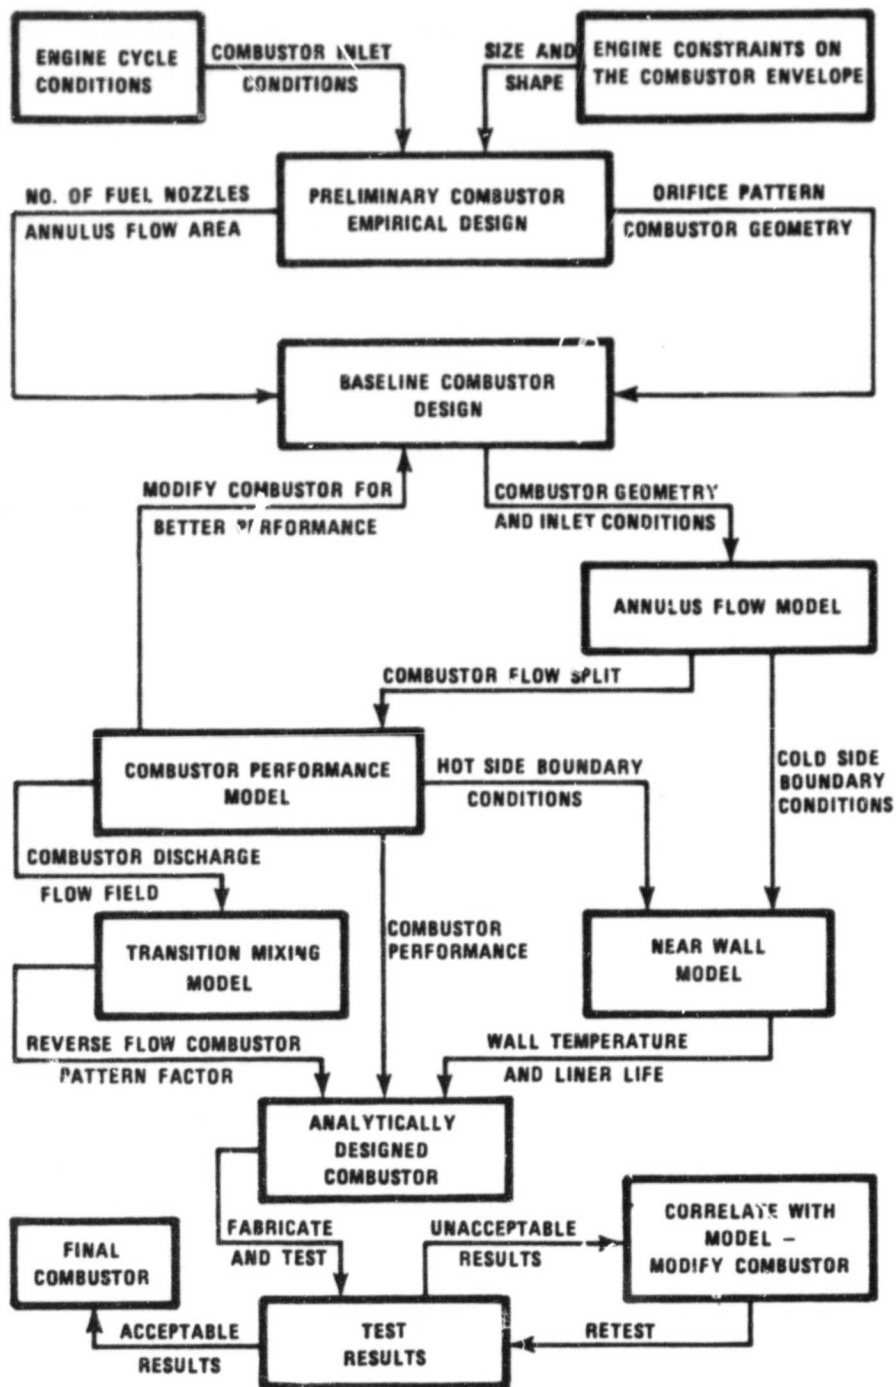 ENGINE CYCLE
CONDITIONS
COMBUSTOR INLET
CONDITIONS
SIZE AND
SHAPE
ENGINE CONSTRAINTS ON
THE COMBUSTOR ENVELOPE
NO. OF FUEL NOZZLES
ANNULUS FLOW AREA
PRELIMINARY COMBUSTOR
EMPIRICAL DESIGN
ORIFICE PATTERN
COMBUSTOR GEOMETRY
BASELINE COMBUSTOR
DESIGN
MODIFY COMBUSTOR FOR
BETTER PERFORMANCE
COMBUSTOR GEOMETRY
AND INLET CONDITIONS
ANNULUS FLOW MODEL
COMBUSTOR FLOW SPLIT
COMBUSTOR PERFORMANCE
MODEL
HOT SIDE BOUNDARY
CONDITIONS
COLD SIDE
BOUNDARY
CONDITIONS
COMBUSTOR DISCHARGE
FLOW FIELD
TRANSITION MIXING
MODEL
COMBUSTOR
PERFORMANCE
NEAR WALL
MODEL
REVERSE FLOW COMBUSTOR
PATTERN FACTOR
WALL TEMPERATURE
AND LINER LIFE
ANALYTICALLY
DESIGNED
COMBUSTOR
FABRICATE
AND TEST
UNACCEPTABLE
RESULTS
CORRELATE WITH
MODEL –
MODIFY COMBUSTOR
FINAL
COMBUSTOR
ACCEPTABLE
RESULTS
TEST
RESULTS
RETEST